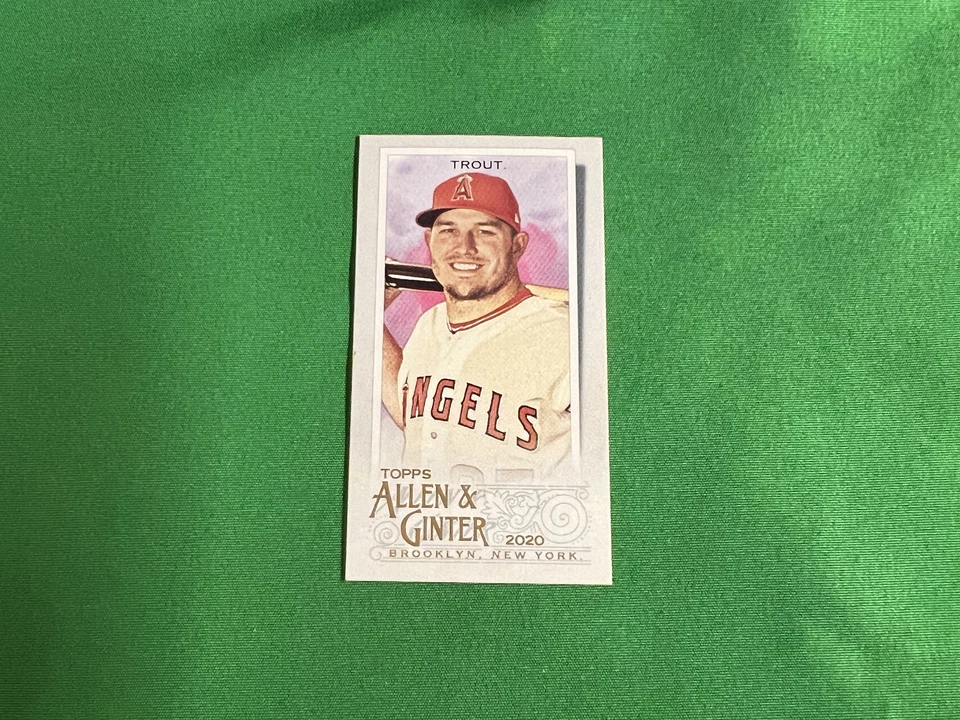 TROUT.
A
ANGELS
TOPPS
ALLEN &
GINTER
2020
BROOKLYN, NEW YORK.